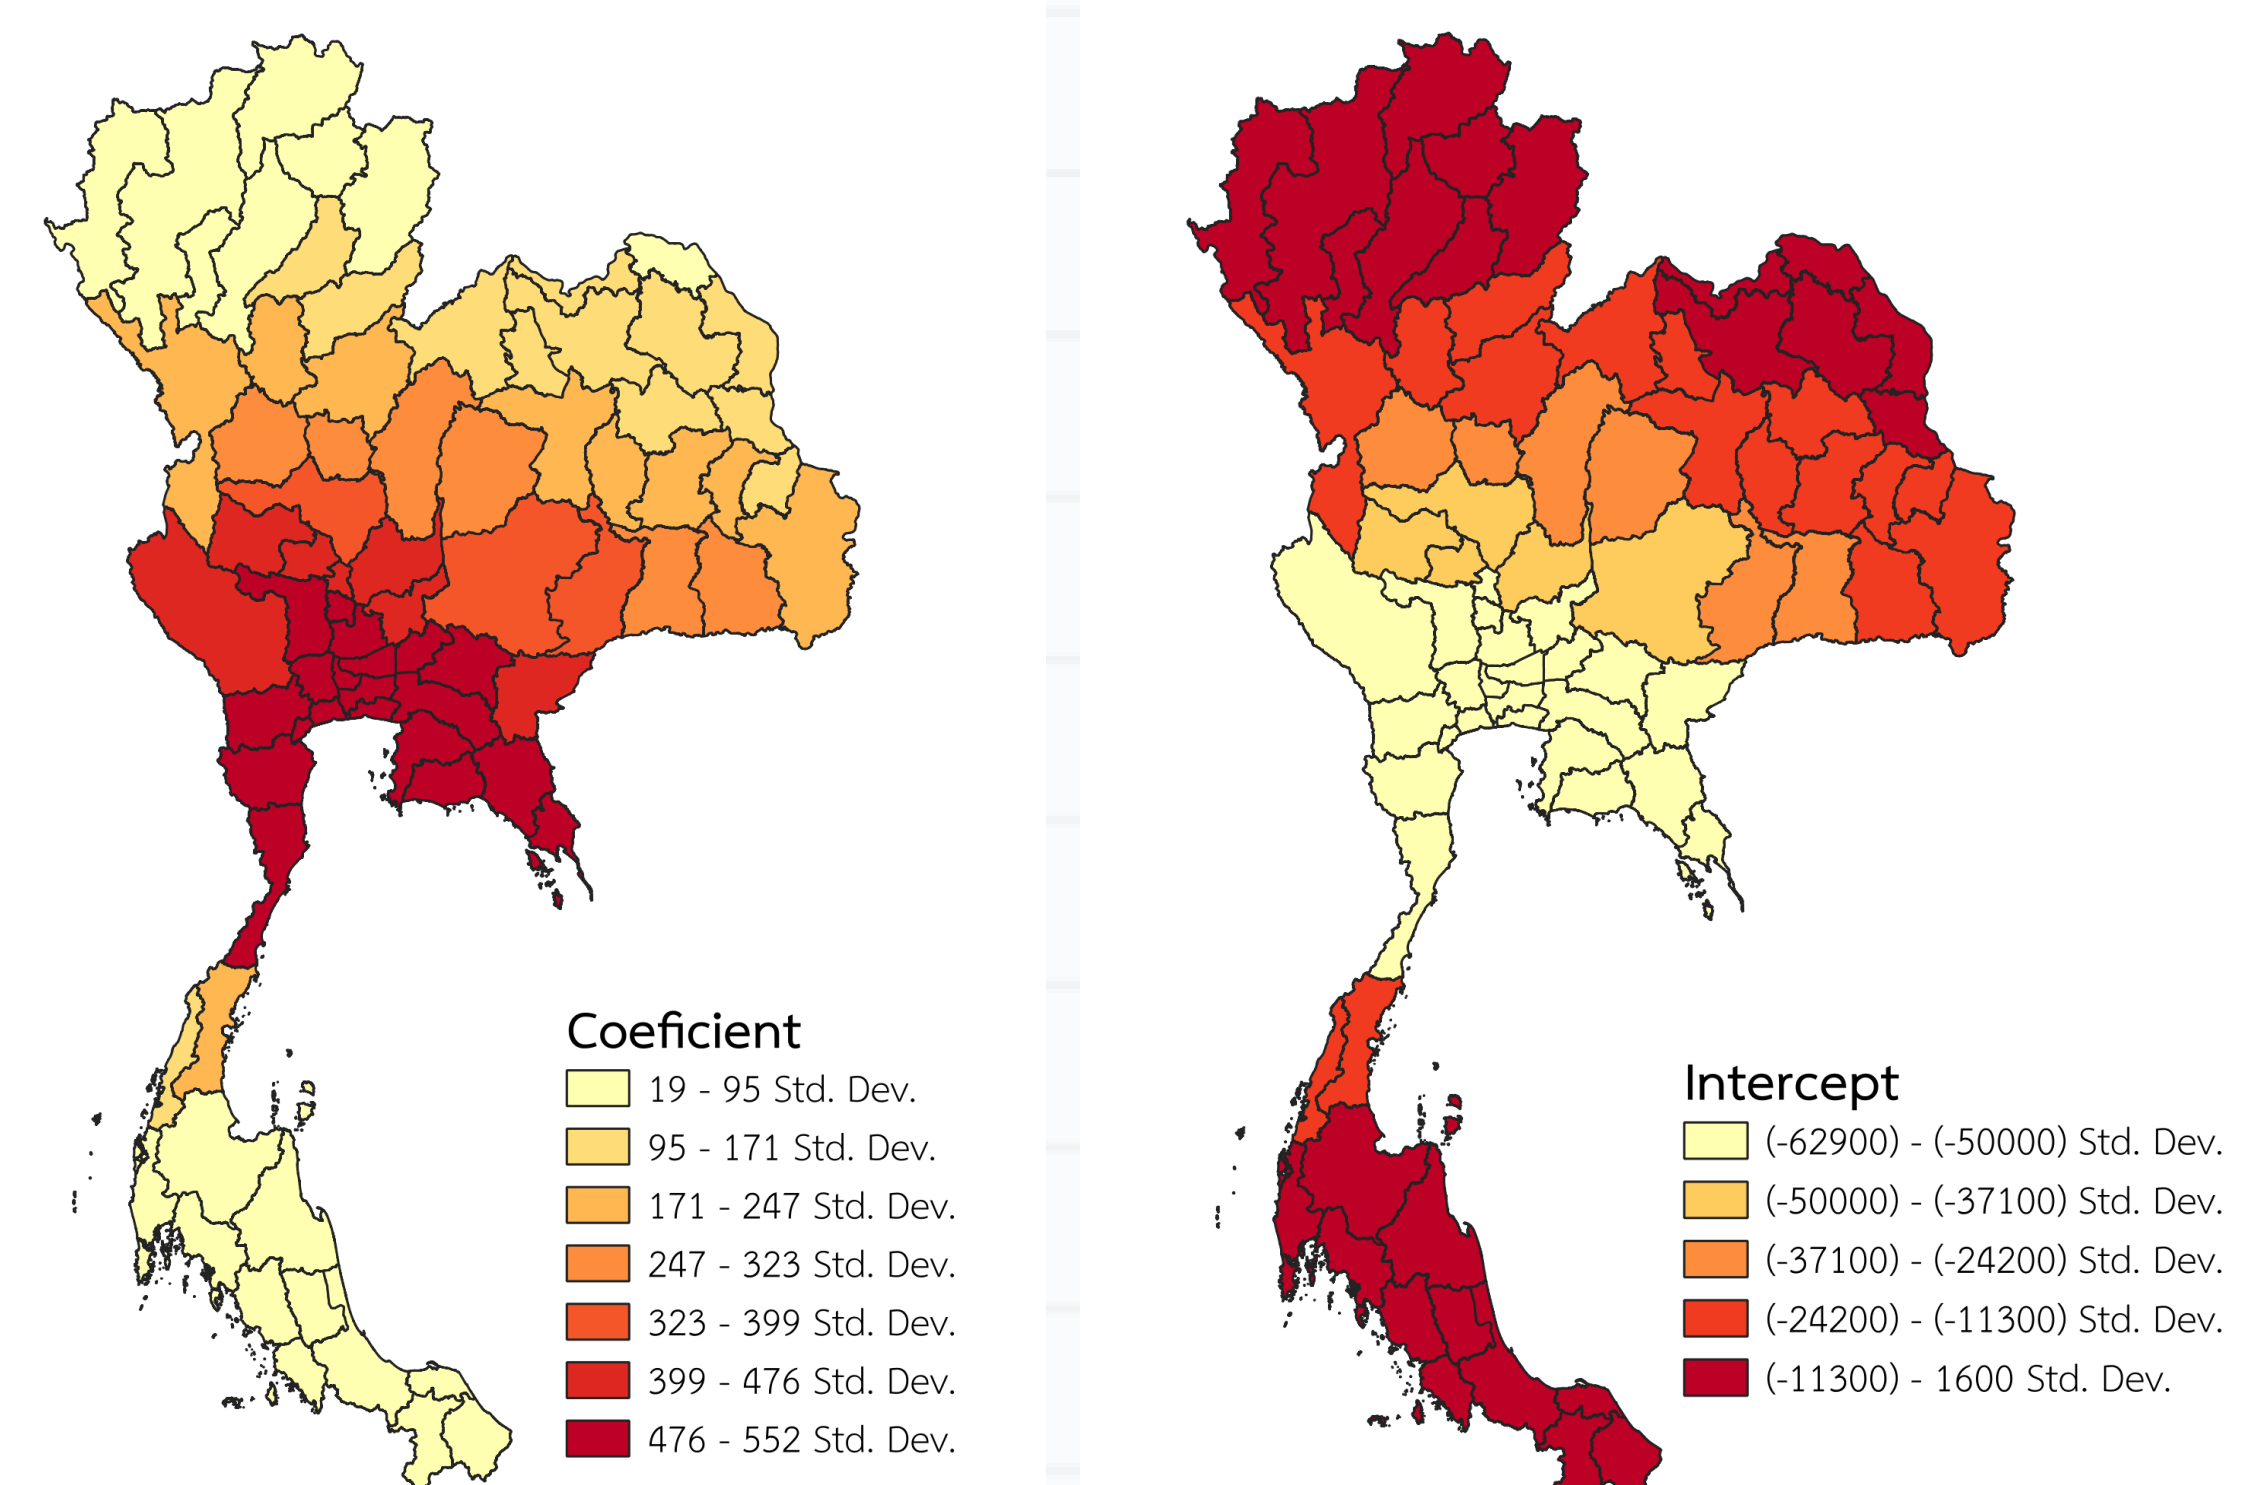 Coeficient
19 - 95 Std. Dev.
95 - 171 Std. Dev.
171 - 247 Std. Dev.
247 - 323 Std. Dev.
323 - 399 Std. Dev.
399 - 476 Std. Dev.
476 - 552 Std. Dev.
Intercept
(-62900) - (-50000) Std. Dev.
(-50000) - (-37100) Std. Dev.
(-37100) - (-24200) Std. Dev.
(-24200) - (-11300) Std. Dev.
(-11300) - 1600 Std. Dev.